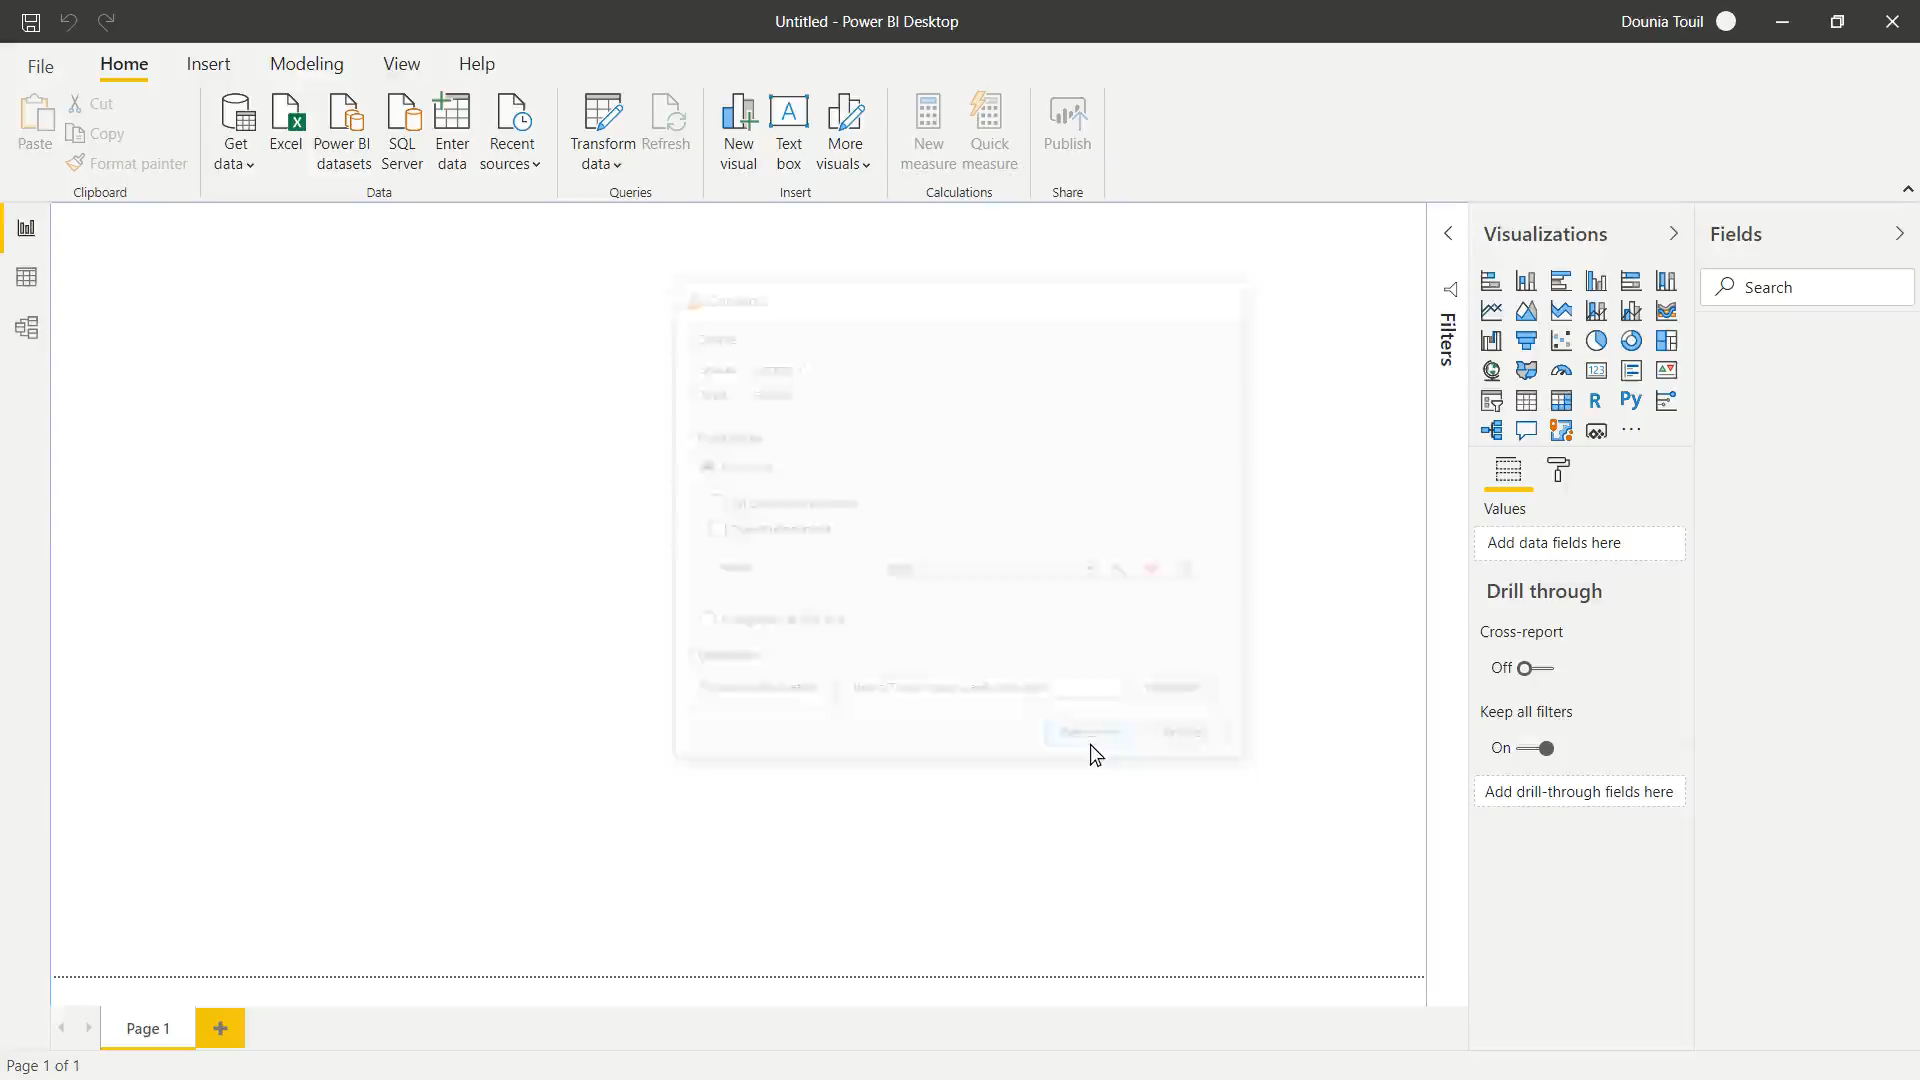 Untitled - Power BI Desktop
Dounia Touil
File
Home
Insert
Modeling
View
Help
Paste
Cut
Copy
Format painter
Clipboard
Get
data
Excel
Power BI
datasets
SQL
Server
Enter
data
Recent
sources
Data
Transform
data
Refresh
Queries
New
visual
A
Text
box
More
visuals
Insert
New
measure
Quick
measure
Calculations
Publish
Share
Filters
Visualizations
123
R
Py
...
Values
Add data fields here
Drill through
Cross-report
Off
Keep all filters
On
Add drill-through fields here
Fields
Search
Page 1
Page 1 of 1